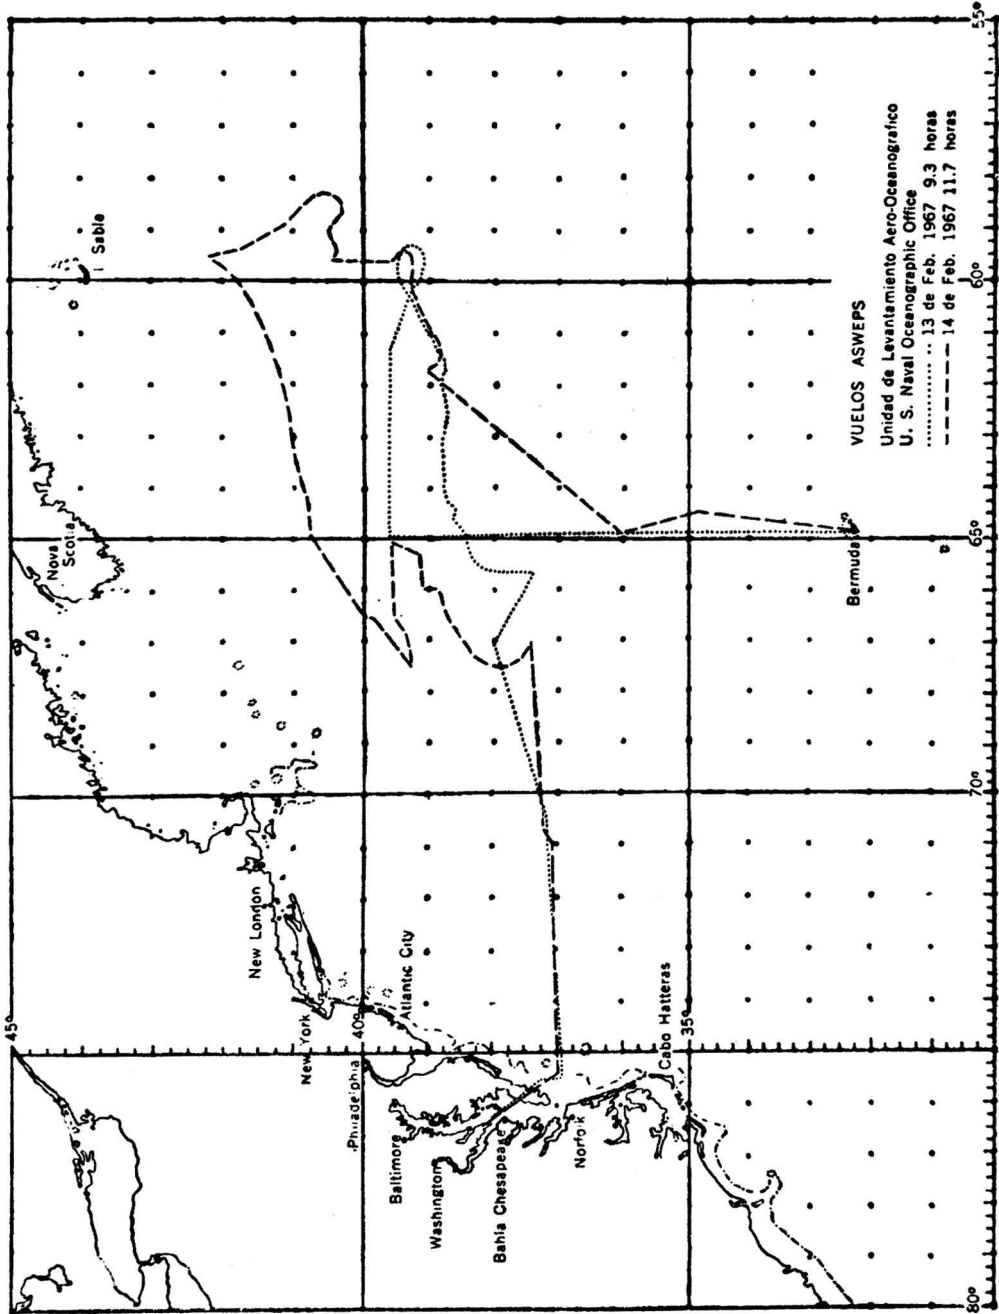 45°
40°
35°
55°
60°
65°
70°
80°
I Sable
Nova
Scotia
New London
New York
Philadelphia
Atlantic City
Baltimore
Washington
Bahia Chesapeake
Norfolk
Cabo Hatteras
Bermuda
VUELOS ASWEPS
Unidad de Levantamiento Aero-Oceanografico
U. S. Naval Oceanographic Office
13 de Feb. 1967 9.3 horas
14 de Feb. 1967 11.7 horas